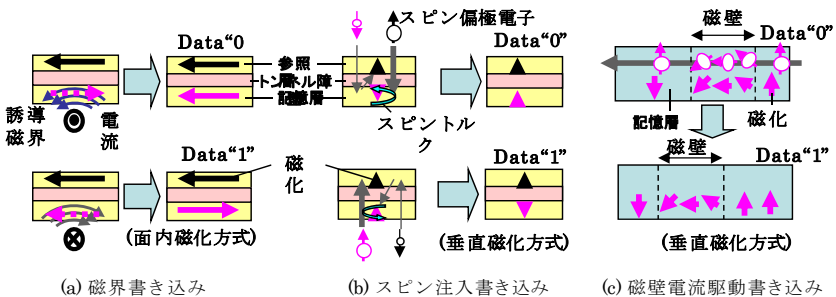 スピン偏極電子
磁壁
Data“0
Data“0”
Data“0”
参照
トンネル障
記憶層
誘導
磁界
電
流
スピントル
ク
記憶層
磁化
Data“1”
磁
化
Data“1”
磁壁
Data“1”
(面内磁化方式)
(垂直磁化方式)
(垂直磁化方式)
(a) 磁界書き込み
(b) スピン注入書き込み
(c) 磁壁電流駆動書き込み